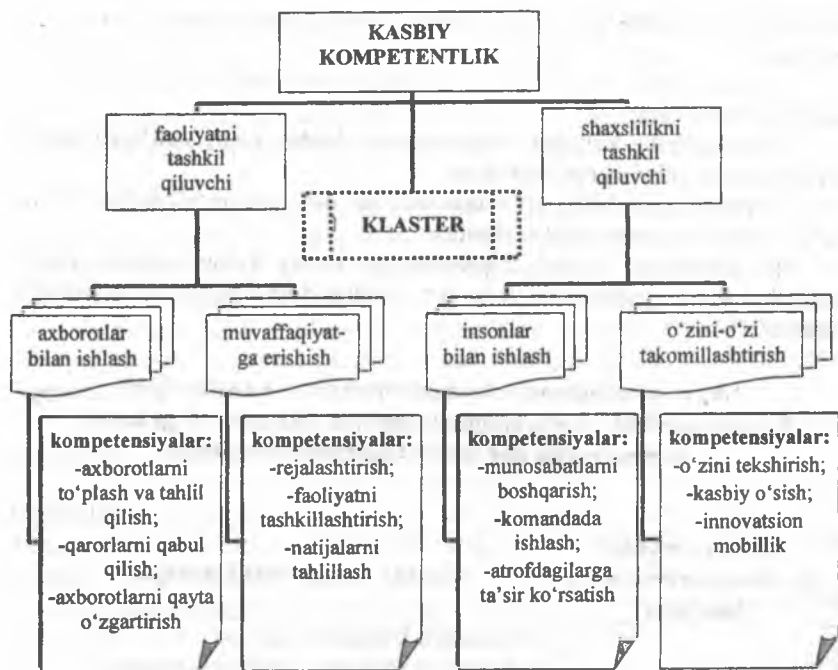 KASBIY
KOMPETENTLIK
faoliyatni
tashkil
qiluvchi
shaxslilikni
tashkil
qiluvchi
KLASTER
axborotlar
bilan ishlash
muvaffaqiyat-
ga erishish
insonlar
bilan ishlash
o‘zini-o‘zi
takomillashtirish
kompetensiyalar:
-axborotlarni
to‘plash va tahlil
qilish;
-qarorlarni qabul
qilish;
-axborotlarni qayta
o‘zgartirish
kompetensiyalar:
-rejalashtirish;
-faoliyatni
tashkillashtirish;
-natijalarni
tahlillash
kompetensiyalar:
-munosabatlarni
boshqarish;
-komandada
ishlash;
-atrofdagilarga
ta’sir ko‘rsatish
kompetensiyalar:
-o‘zini tekshirish;
-kasbiy o‘sish;
-innovatsion
mobillik